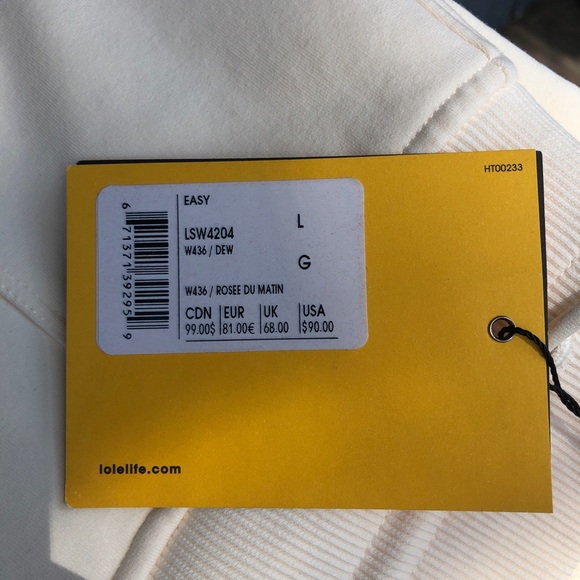 HT00233
6 71371 39295 9
EASY
LSW4204 L
W436 / DEW
G
W436 / ROSEE DU MATIN
CDN EUR UK USA
99.00$ 81.00€ 68.00 $90.00
lolelife.com